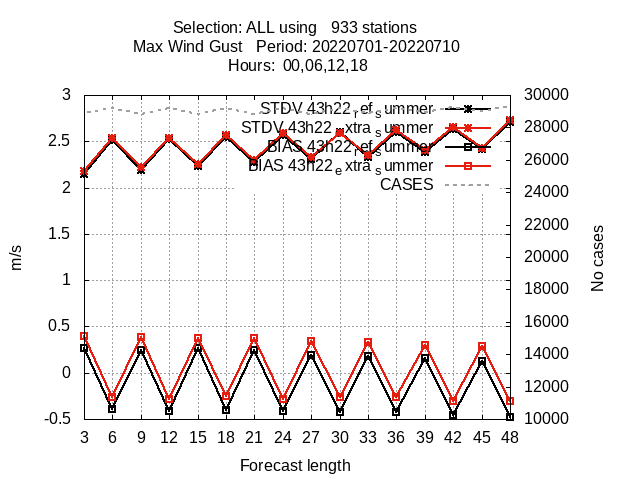 Selection: ALL using 933 stations
Max Wind Gust Period: 20220701-20220710
Hours: 00,06,12,18
3
2.5
2
1.5
1
0.5
0
-0.5
30000
28000
26000
24000
22000
20000
18000
16000
14000
12000
10000
STDV 43h22_ref_summer
STDV 43h22_extra_summer
BIAS 43h22_ref_summer
BIAS 43h22_extra_summer
CASES
m/s
No cases
3 6 9 12 15 18 21 24 27 30 33 36 39 42 45 48
Forecast length